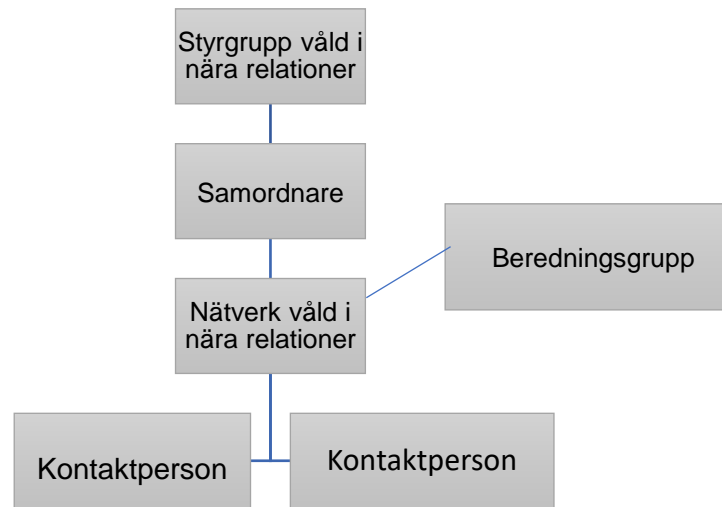 Styrgrupp våld i
nära relationer
Samordnare
Beredningsgrupp
Nätverk våld i
nära relationer
Kontaktperson
Kontaktperson